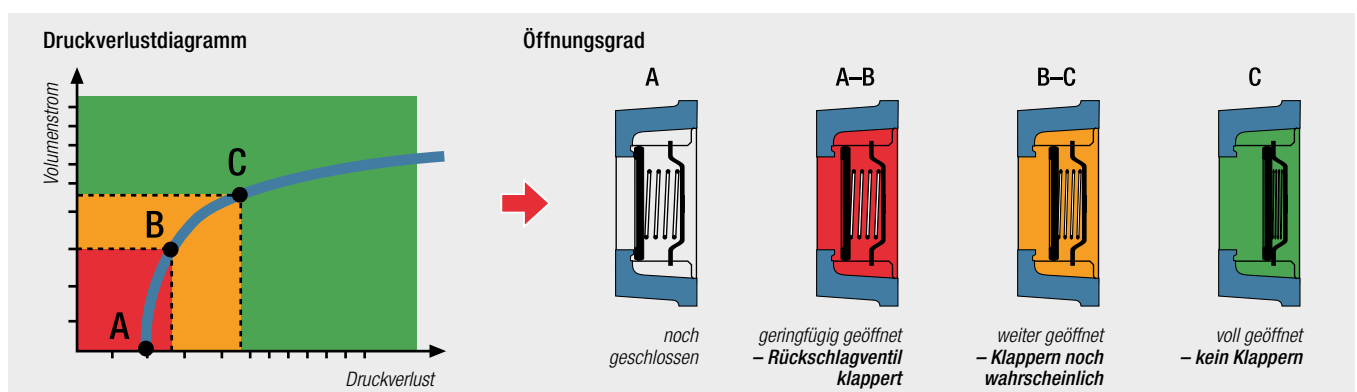 Druckverlustdiagramm
Volumenstrom
A
B
C
Druckverlust
Öffnungsgrad
A
noch
geschlossen
A–B
geringfügig geöffnet
– Rückschlagventil
klappert
B–C
weiter geöffnet
– Klappern noch
wahrscheinlich
C
voll geöffnet
– kein Klappern